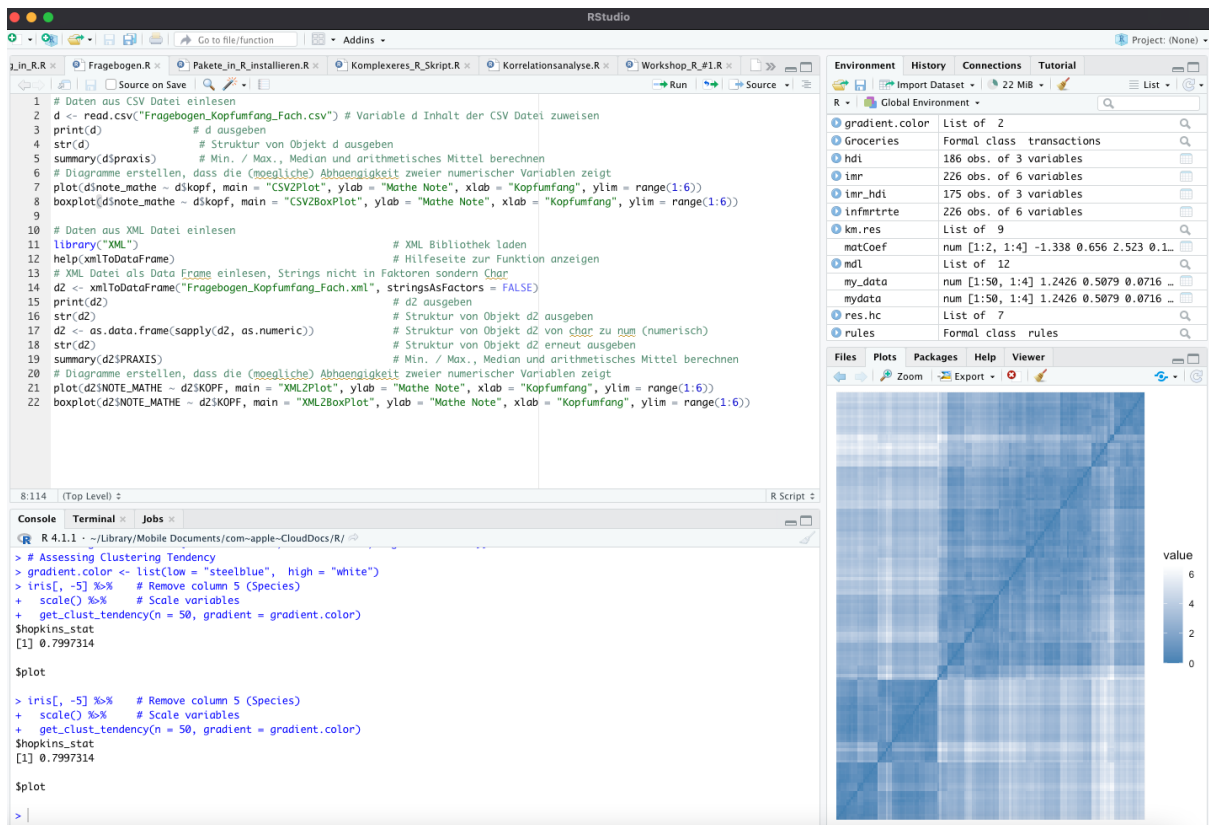 RStudio
Go to file/function
Addins
Project: (None)
g_in_R.R
Fragebogen.R
Pakete_in_R_installieren.R
Komplexeres_R_Skript.R
Korrelationsanalyse.R
Workshop_R_#1.R
Source on Save
Run
Source
1 # Daten aus CSV Datei einlesen
2 d <- read.csv("Fragebogen_Kopfumfang_Fach.csv") # Variable d Inhalt der CSV Datei zuweisen
3 print(d) # d ausgeben
4 str(d) # Struktur von Objekt d ausgeben
5 summary(d$praxis) # Min. / Max., Median und arithmetisches Mittel berechnen
6 # Diagramme erstellen, dass die (moegliche) Abhaengigkeit zweier numerischer Variablen zeigt
7 plot(d$note_mathe ~ d$kopf, main = "CSV2Plot", ylab = "Mathe Note", xlab = "Kopfumfang", ylim = range(1:6))
8 boxplot(d$note_mathe ~ d$kopf, main = "CSV2BoxPlot", ylab = "Mathe Note", xlab = "Kopfumfang", ylim = range(1:6))
9
10 # Daten aus XML Datei einlesen
11 library("XML") # XML Bibliothek laden
12 help(xmlToDataFrame) # Hilfeseite zur Funktion anzeigen
13 # XML Datei als Data Frame einlesen, Strings nicht in Faktoren sondern Char
14 d2 <- xmlToDataFrame("Fragebogen_Kopfumfang_Fach.xml", stringsAsFactors = FALSE)
15 print(d2) # d2 ausgeben
16 str(d2) # Struktur von Objekt d2 ausgeben
17 d2 <- as.data.frame(sapply(d2, as.numeric)) # Struktur von Objekt d2 von char zu num (numerisch)
18 str(d2) # Struktur von Objekt d2 erneut ausgeben
19 summary(d2$PRAXIS) # Min. / Max., Median und arithmetisches Mittel berechnen
20 # Diagramme erstellen, dass die (moegliche) Abhaengigkeit zweier numerischer Variablen zeigt
21 plot(d2$NOTE_MATHE ~ d2$KOPF, main = "XML2Plot", ylab = "Mathe Note", xlab = "Kopfumfang", ylim = range(1:6))
22 boxplot(d2$NOTE_MATHE ~ d2$KOPF, main = "XML2BoxPlot", ylab = "Mathe Note", xlab = "Kopfumfang", ylim = range(1:6))
8:114 (Top Level)
R Script
Console Terminal Jobs
R 4.1.1 · ~/Library/Mobile Documents/com~apple~CloudDocs/R/
> # Assessing Clustering Tendency
> gradient.color <- list(low = "steelblue", high = "white")
> iris[, -5] %>% # Remove column 5 (Species)
+ scale() %>% # Scale variables
+ get_clust_tendency(n = 50, gradient = gradient.color)
$hopkins_stat
[1] 0.7997314
$plot
> iris[, -5] %>% # Remove column 5 (Species)
+ scale() %>% # Scale variables
+ get_clust_tendency(n = 50, gradient = gradient.color)
$hopkins_stat
[1] 0.7997314
$plot
>
Environment History Connections Tutorial
Import Dataset 22 MiB List
R Global Environment
gradient.color List of 2
Groceries Formal class transactions
hdi 186 obs. of 3 variables
imr 226 obs. of 6 variables
imr_hdi 175 obs. of 3 variables
infmrtrte 226 obs. of 6 variables
km.res List of 9
matCoef num [1:2, 1:4] -1.338 0.656 2.523 0.1…
mdl List of 12
my_data num [1:50, 1:4] 1.2426 0.5079 0.0716 …
mydata num [1:50, 1:4] 1.2426 0.5079 0.0716 …
res.hc List of 7
rules Formal class rules
Files Plots Packages Help Viewer
Zoom Export
value
6
4
2
0